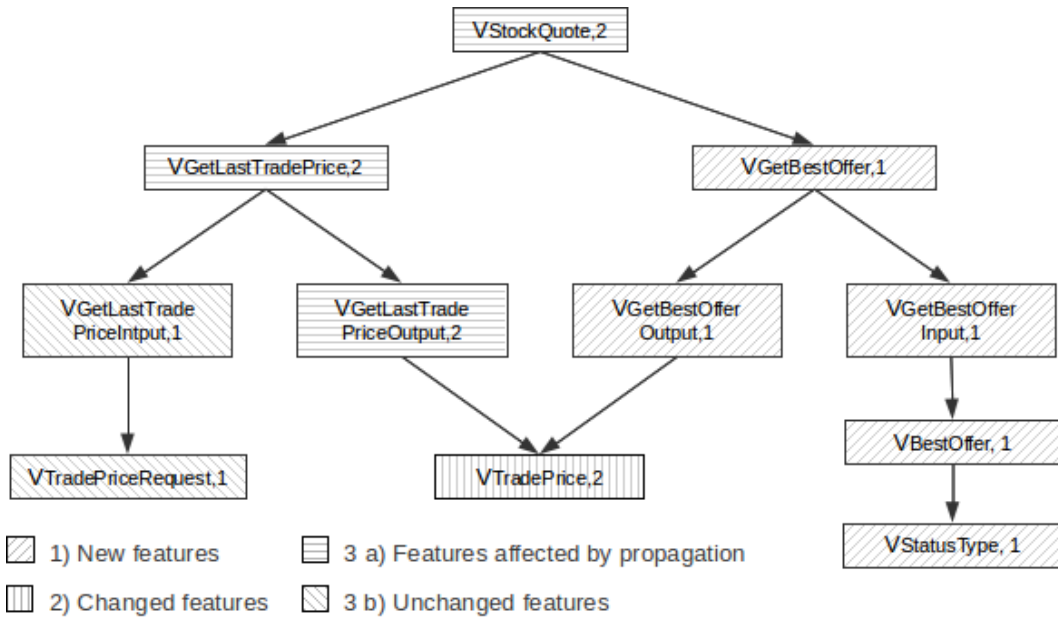 VStockQuote,2
VGetLastTradePrice,2
VGetBestOffer,1
VGetLastTrade
PriceIntput,1
VGetLastTrade
PriceOutput,2
VGetBestOffer
Output,1
VGetBestOffer
Input,1
VBestOffer, 1
VTradePriceRequest,1
VTradePrice,2
VStatusType, 1
1) New features
3 a) Features affected by propagation
2) Changed features
3 b) Unchanged features